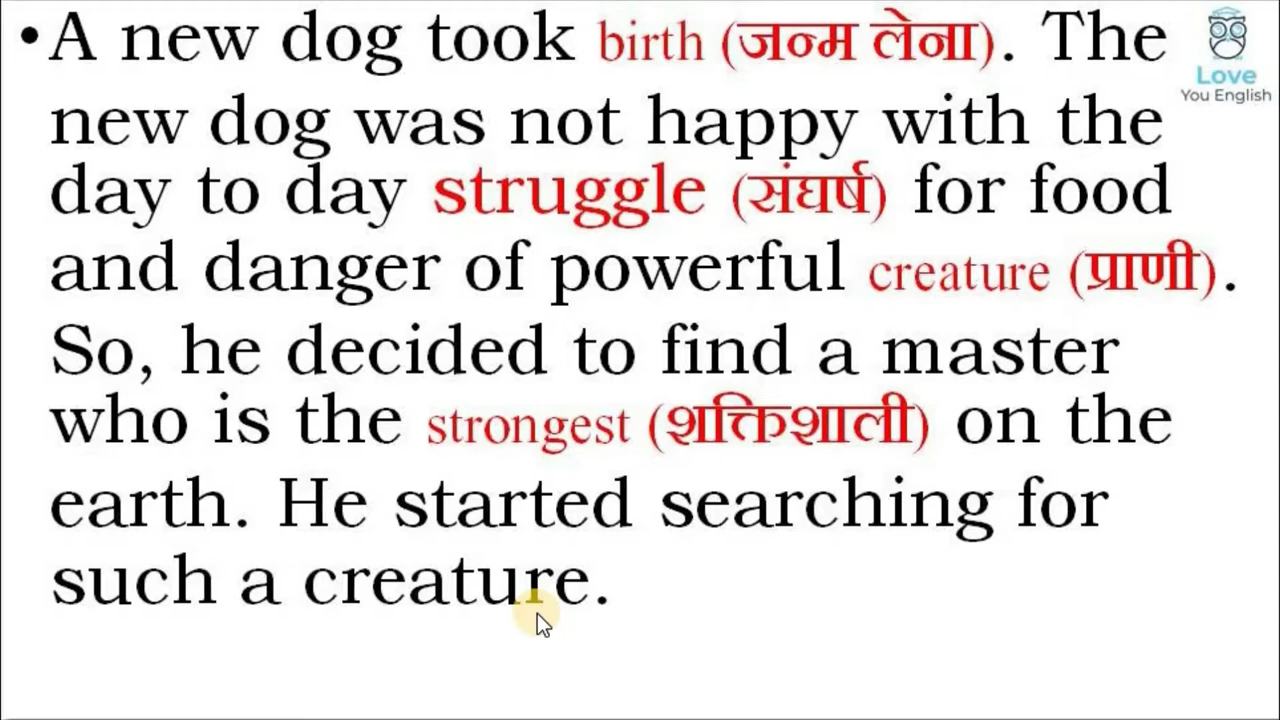 • A new dog took birth (जन्म लेना). The
new dog was not happy with the
day to day struggle (संघर्ष) for food
and danger of powerful creature (प्राणी).
So, he decided to find a master
who is the strongest (शक्तिशाली) on the
earth. He started searching for
such a creature.
Love
You English